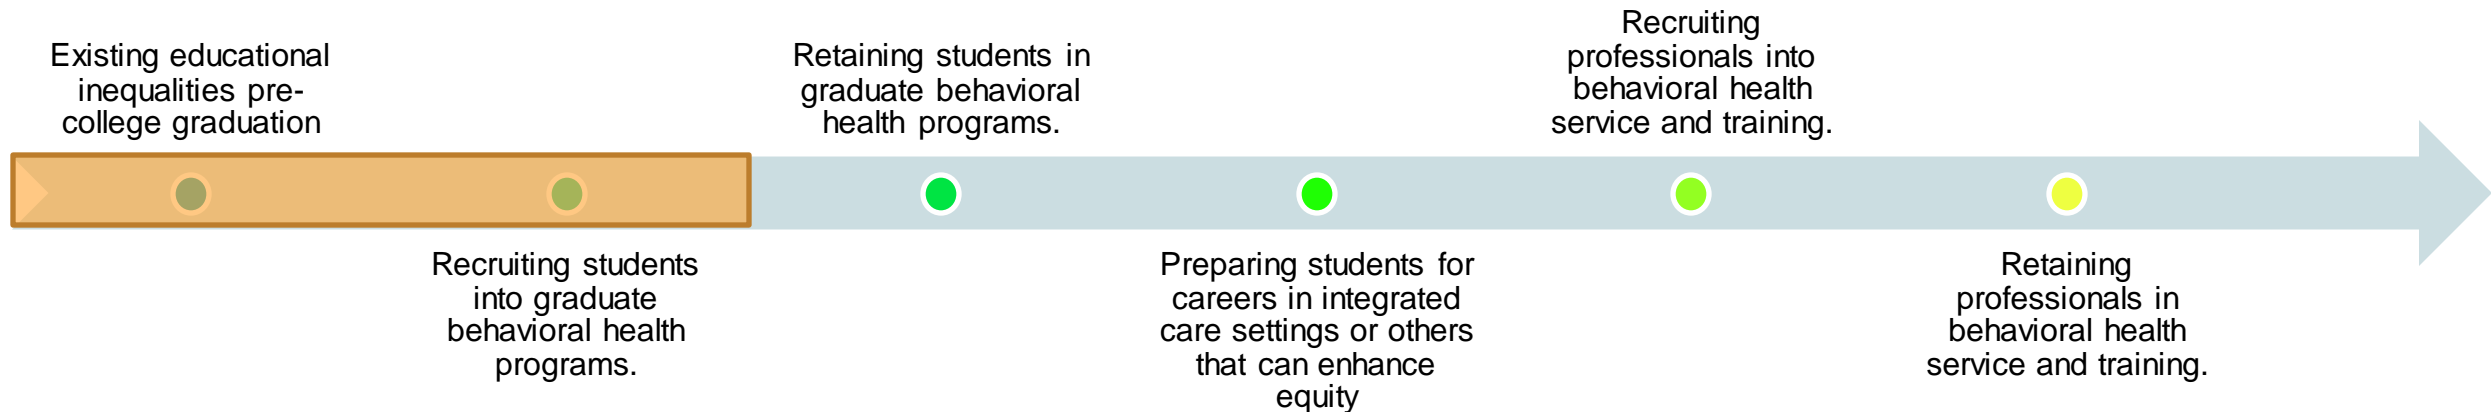 Existing educational
inequalities pre-
college graduation
Recruiting students
into graduate
behavioral health
programs.
Retaining students in
graduate behavioral
health programs.
Preparing students for
careers in integrated
care settings or others
that can enhance
equity
Recruiting
professionals into
behavioral health
service and training.
Retaining
professionals in
behavioral health
service and training.